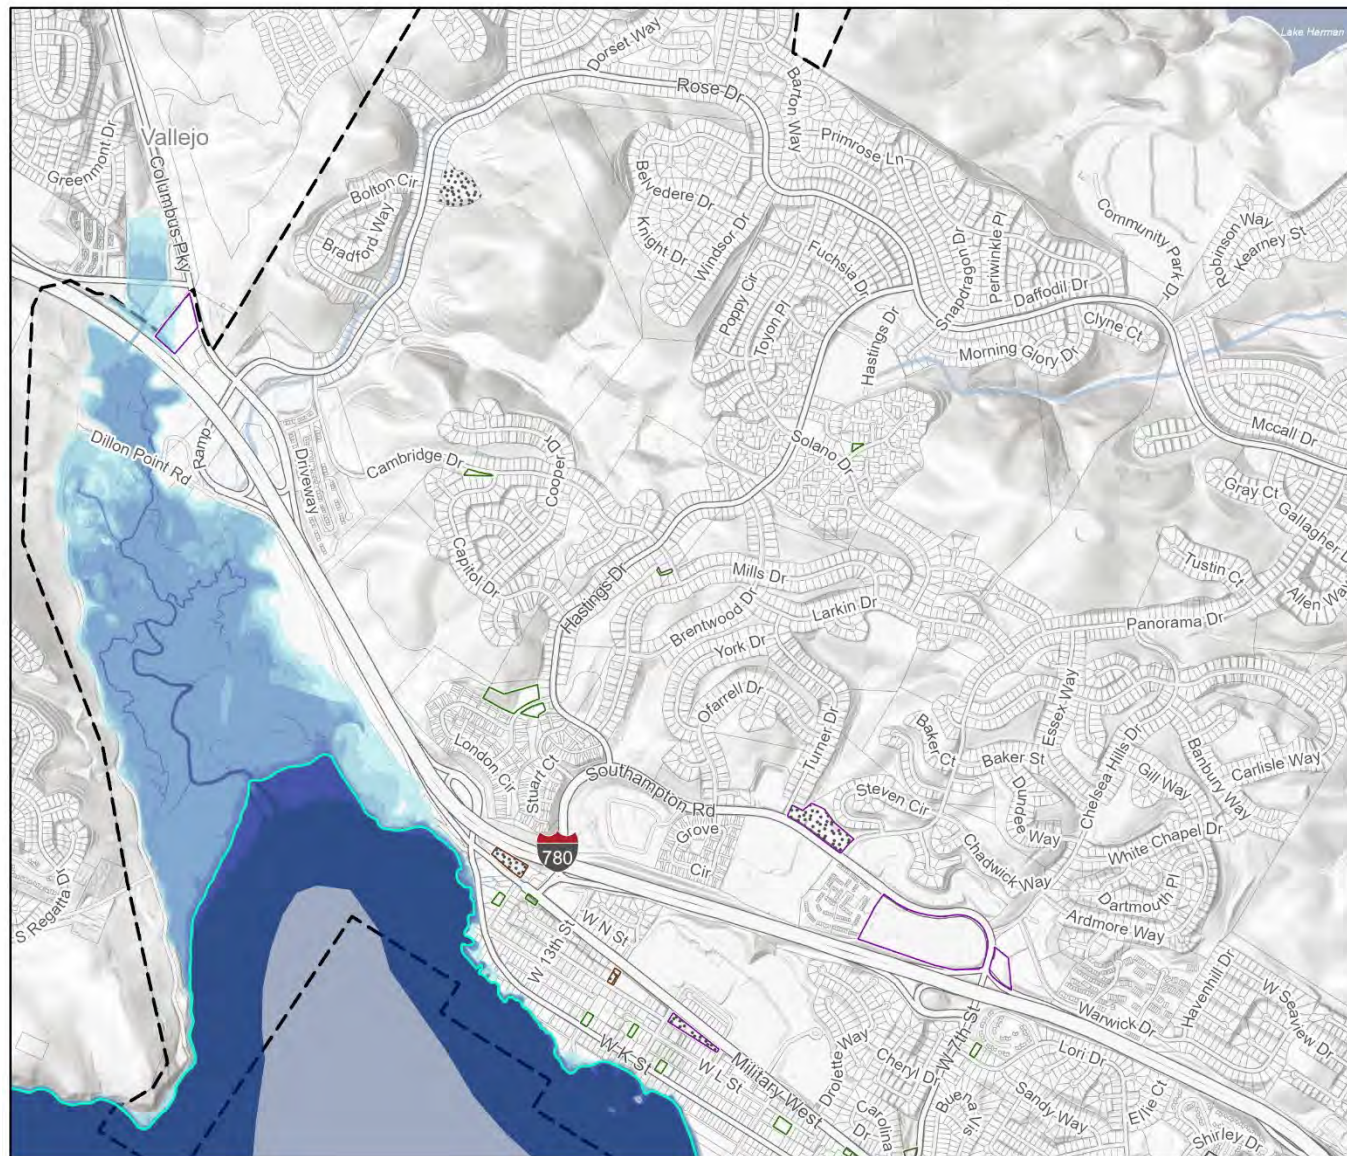 Lake Herman
Dorset Way
Rose Dr
Barton Way
Vallejo
Greenmont Dr
Columbus Pky
Primrose Ln
Bolton Cir
Belvedere Dr
Bradford Way
Knight Dr
Windsor Dr
Community Park Dr
Robinson Way
Kearney St
Periwinkle Pl
Snapdragon Dr
Fuchsia Dr
Poppy Cir
Toyon Pl
Daffodil Dr
Clyne Ct
Hastings Dr
Morning Glory Dr
Mccall Dr
Dillon Point Rd
Ramp
Driveway
Cambridge Dr
Cooper Dr
Solano Dr
Gray Ct
Gallagher
Tustin Ct
Allen Way
Capitol Dr
Hastings Dr
Mills Dr
Brentwood Dr
Larkin Dr
York Dr
Panorama Dr
Ofarrell Dr
Turner Dr
Essex Way
Baker Ct
Baker St
Chelsea Hills Dr
Gill Way
Banbury Way
Carlisle Way
London Cir
Stuart Ct
Southampton Rd
Steven Cir
Duncpe Way
White Chapel Dr
Grove
Cir
780
Chadwick Way
Dartmouth Pl
Ardmore Way
S Regatta Dr
W 13th St
W N St
Havenhill Dr
W Seaview Dr
Warwick Dr
W 7th St
Lori Dr
W K St
W L St
Military West
Drolette Way
Cheryl Dr
Carolina Dr
Buena Vis
Sandy Way
Ellie Ct
Shirley Dr